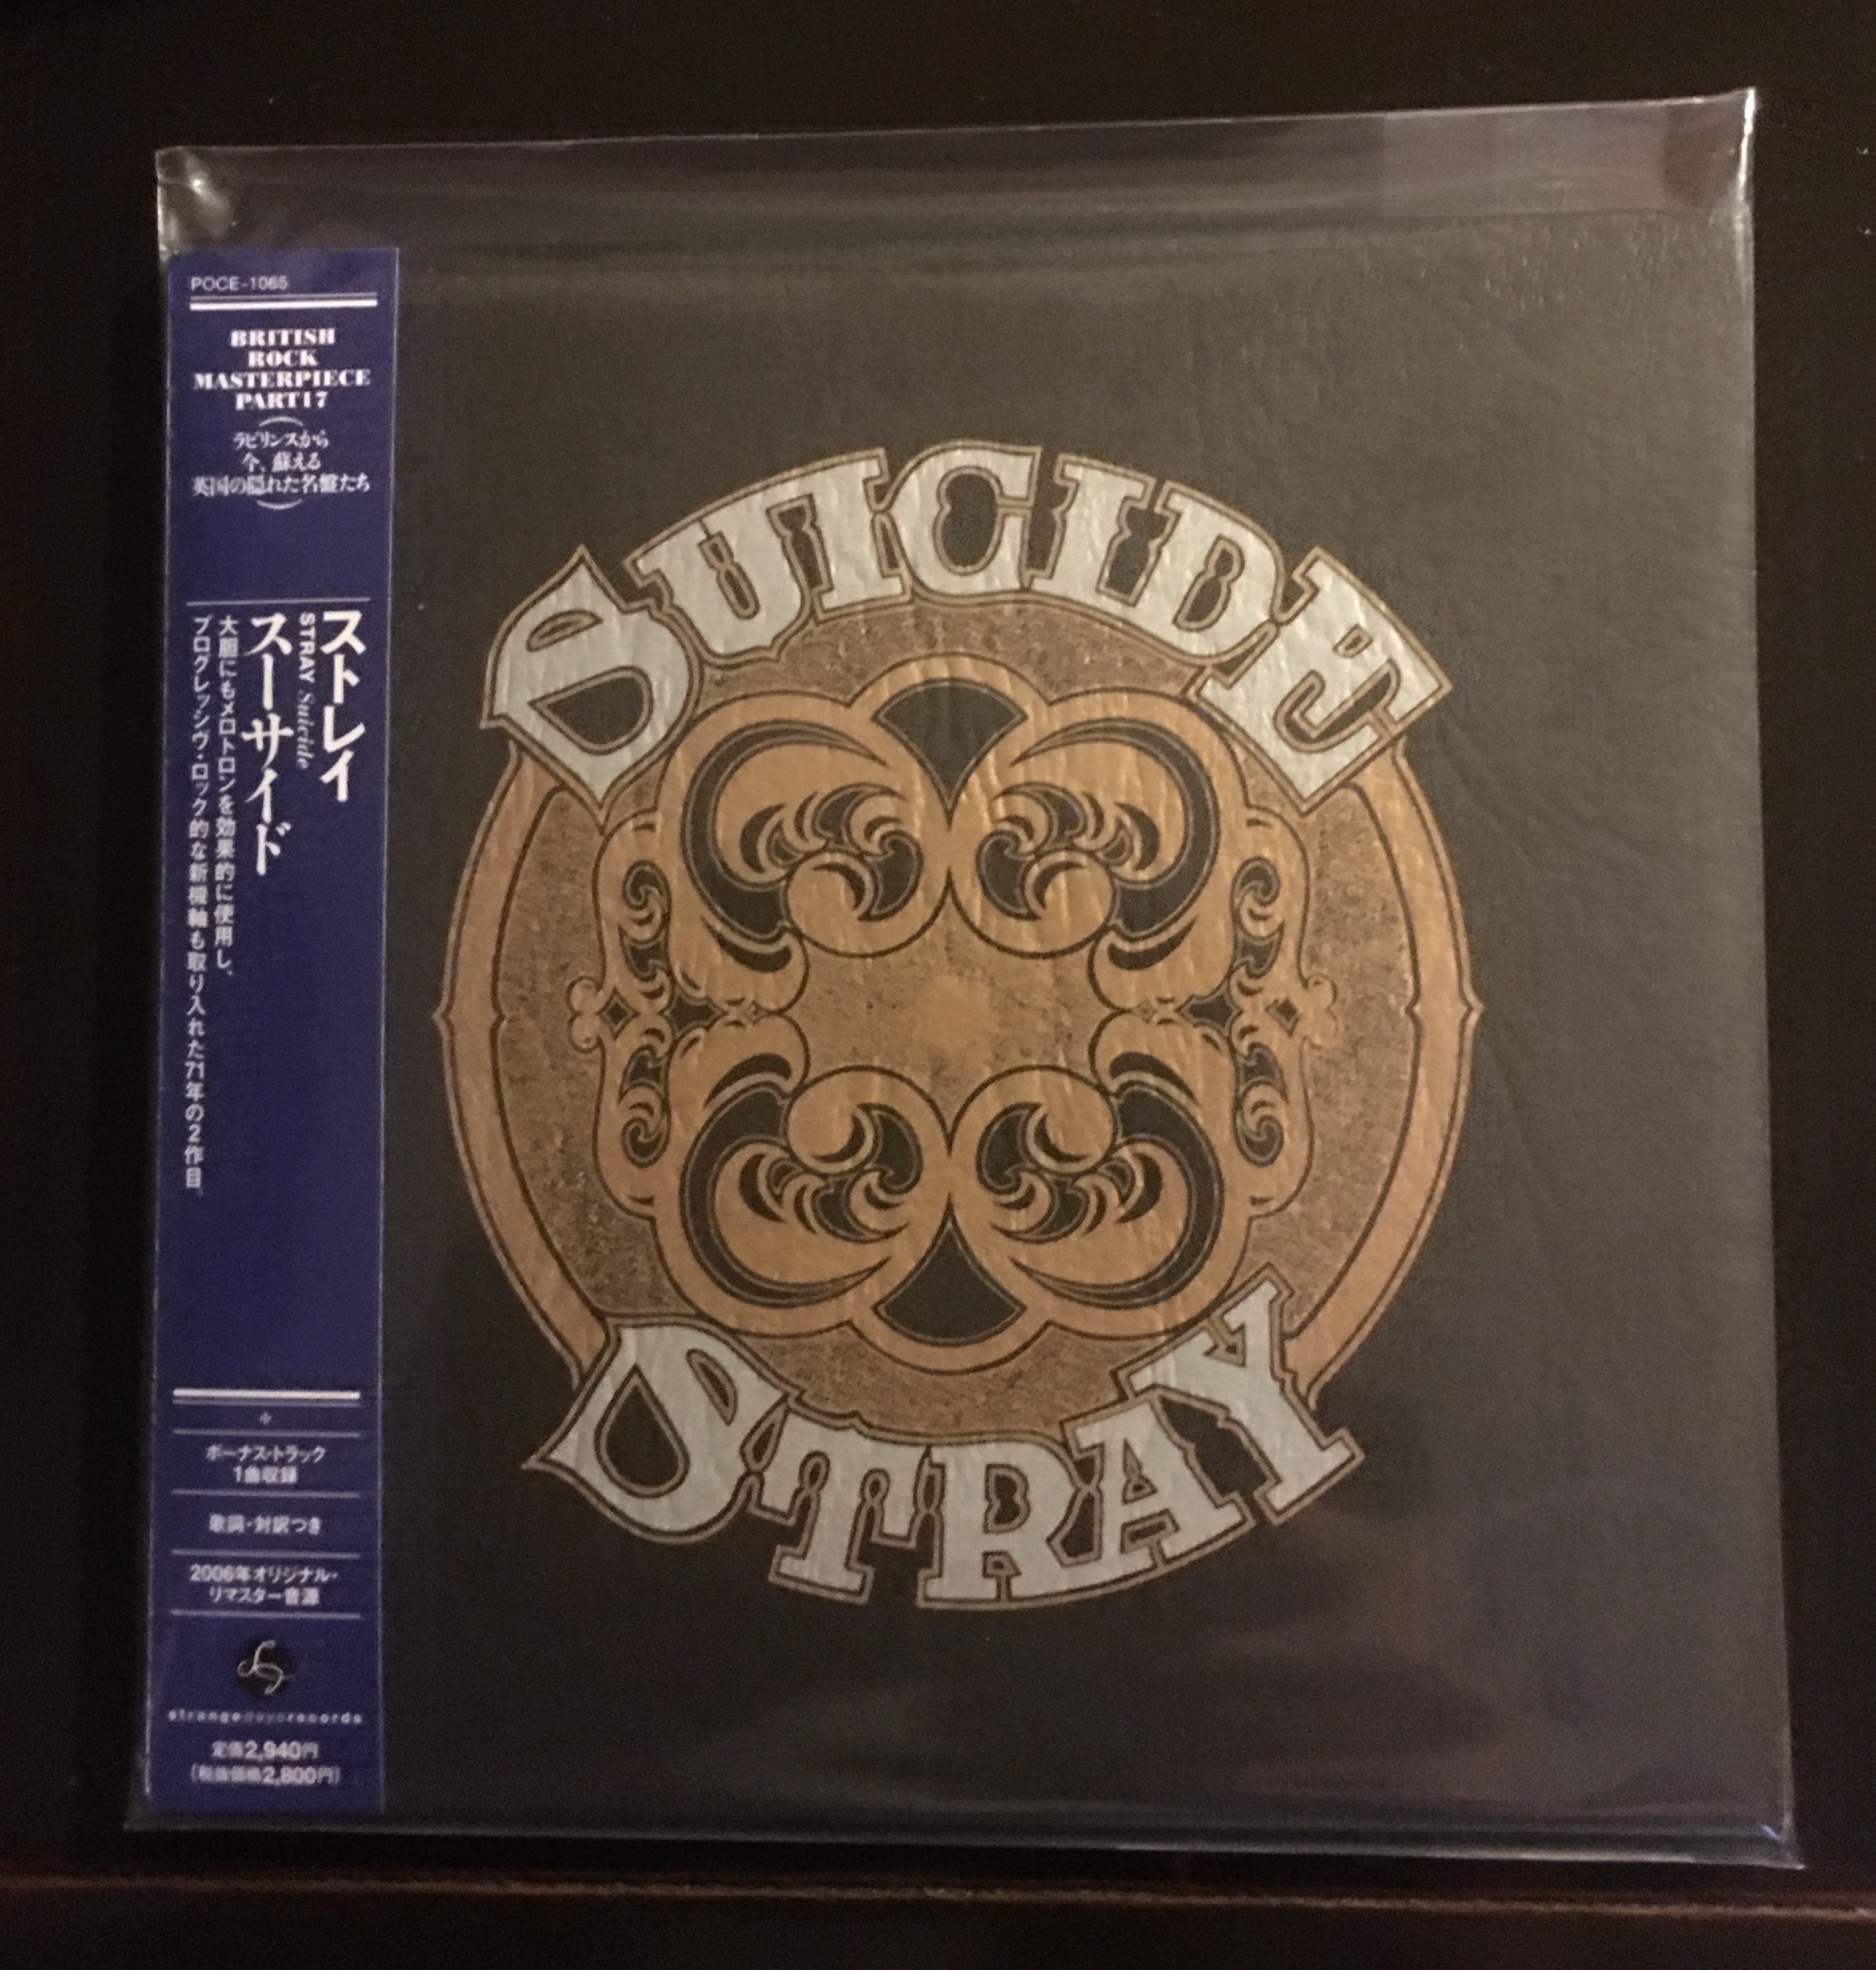 POCE-1065
BRITISH
ROCK
MASTERPIECE
PART17
ラビリンスから
今、蘇える
英国の隠れた名盤たち
ストレイ
STRAY Suicide
スーサイド
大胆にもメロトロンを効果的に使用し、
プログレッシヴ・ロック的な新機軸も取り入れた71年の2作目。
ボーナス・トラック
1曲収録
歌詞・対訳つき
2006年オリジナル・
リマスター音源
strangedaysrecords
定価2,940円
(税抜価格2,800円)
SUICIDE
STRAY